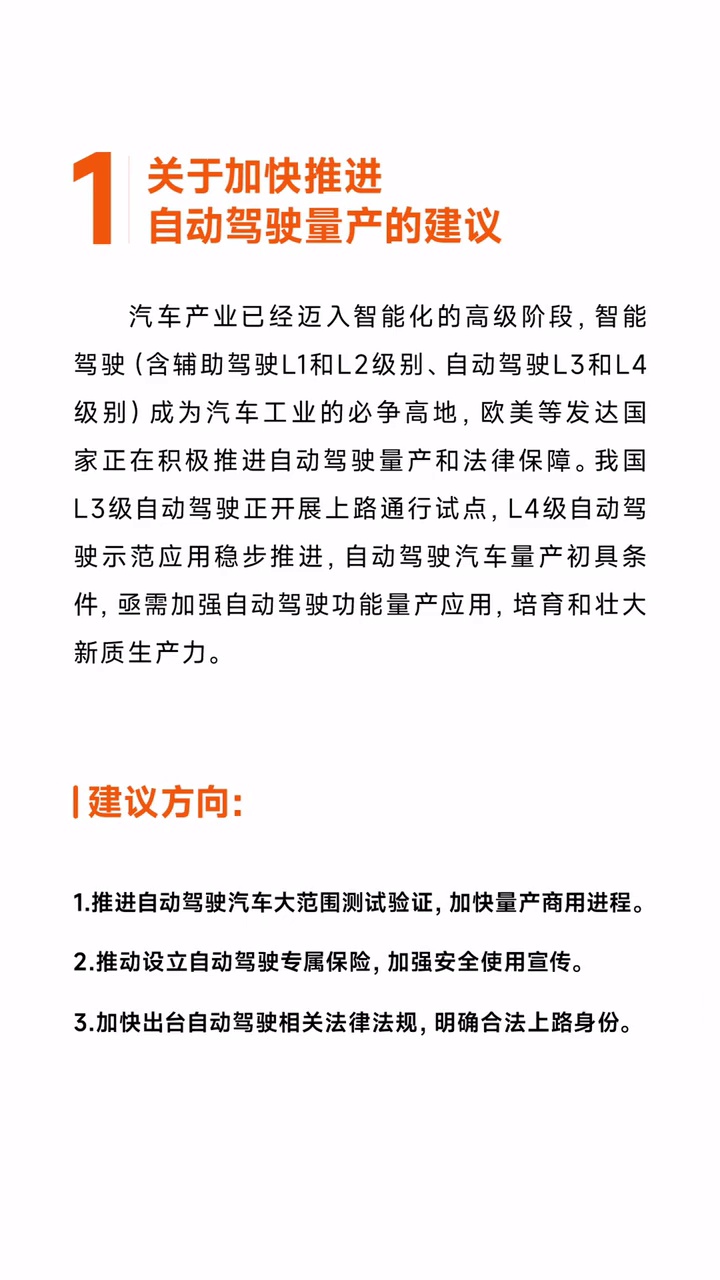 1
关于加快推进
自动驾驶量产的建议
汽车产业已经迈入智能化的高级阶段,智能
驾驶(含辅助驾驶L1和L2级别、自动驾驶L3和L4
级别)成为汽车工业的必争高地,欧美等发达国
家正在积极推进自动驾驶量产和法律保障。我国
L3级自动驾驶正开展上路通行试点,L4级自动驾
驶示范应用稳步推进,自动驾驶汽车量产初具条
件,亟需加强自动驾驶功能量产应用,培育和壮大
新质生产力。
建议方向:
1.推进自动驾驶汽车大范围测试验证,加快量产商用进程。
2.推动设立自动驾驶专属保险,加强安全使用宣传。
3.加快出台自动驾驶相关法律法规,明确合法上路身份。